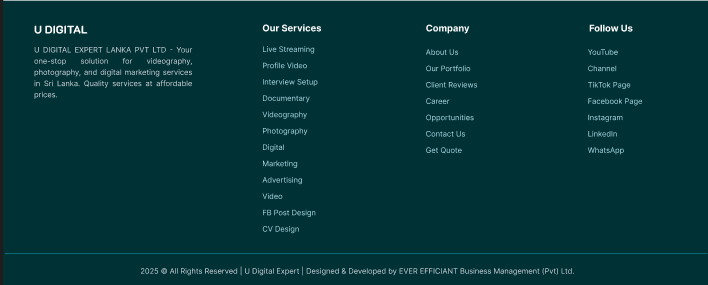 U DIGITAL
U DIGITAL EXPERT LANKA PVT LTD - Your
one-stop solution for videography,
photography, and digital marketing services
in Sri Lanka. Quality services at affordable
prices.
Our Services
Live Streaming
Profile Video
Interview Setup
Documentary
Videography
Photography
Digital
Marketing
Advertising
Video
FB Post Design
CV Design
Company
About Us
Our Portfolio
Client Reviews
Career
Opportunities
Contact Us
Get Quote
Follow Us
YouTube
Channel
TikTok Page
Facebook Page
Instagram
LinkedIn
WhatsApp
2025 © All Rights Reserved | U Digital Expert | Designed & Developed by EVER EFFICIANT Business Management (Pvt) Ltd.